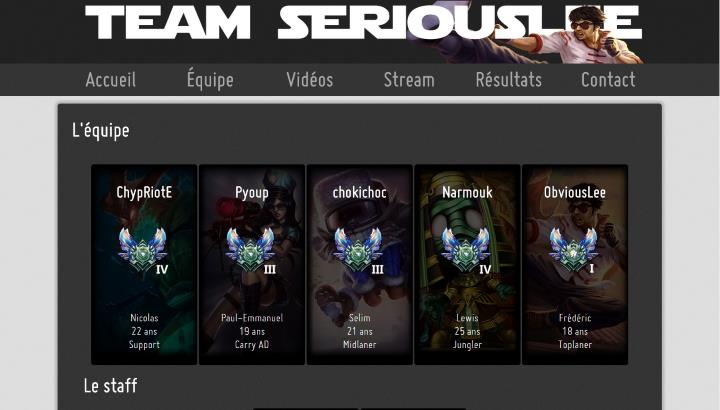 TEAM SERIOUSLEE
Accueil Équipe Vidéos Stream Résultats Contact
L'équipe
ChypRiotE Pyoup chokichoc Narmouk ObviousLee
IV III III IV I
Nicolas Paul-Emmanuel Selim Lewis Frédéric
22 ans 19 ans 21 ans 25 ans 18 ans
Support Carry AD Midlaner Jungler Toplaner
Le staff